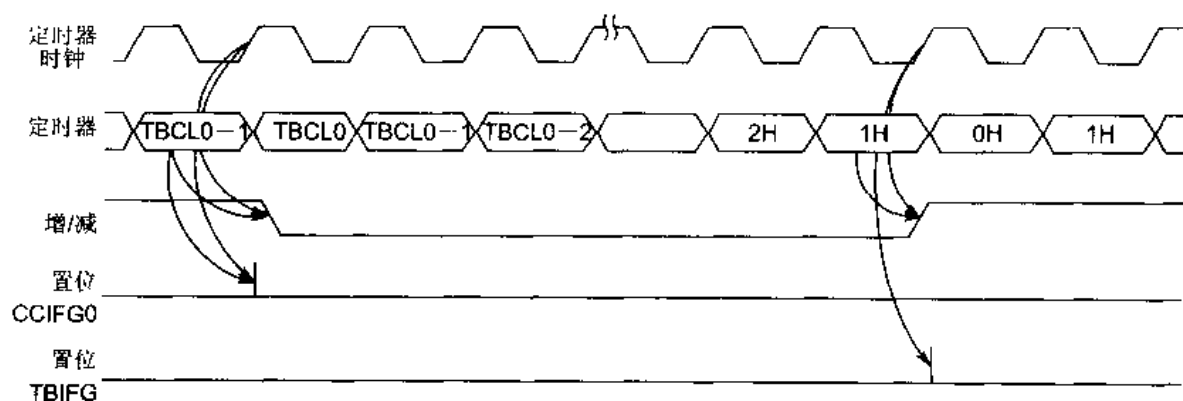 定时器
时钟
定时器
TBCL0-1 TBCL0 TBCL0-1 TBCL0-2 2H 1H 0H 1H
增/减
置位
CCIFG0
置位
TBIFG